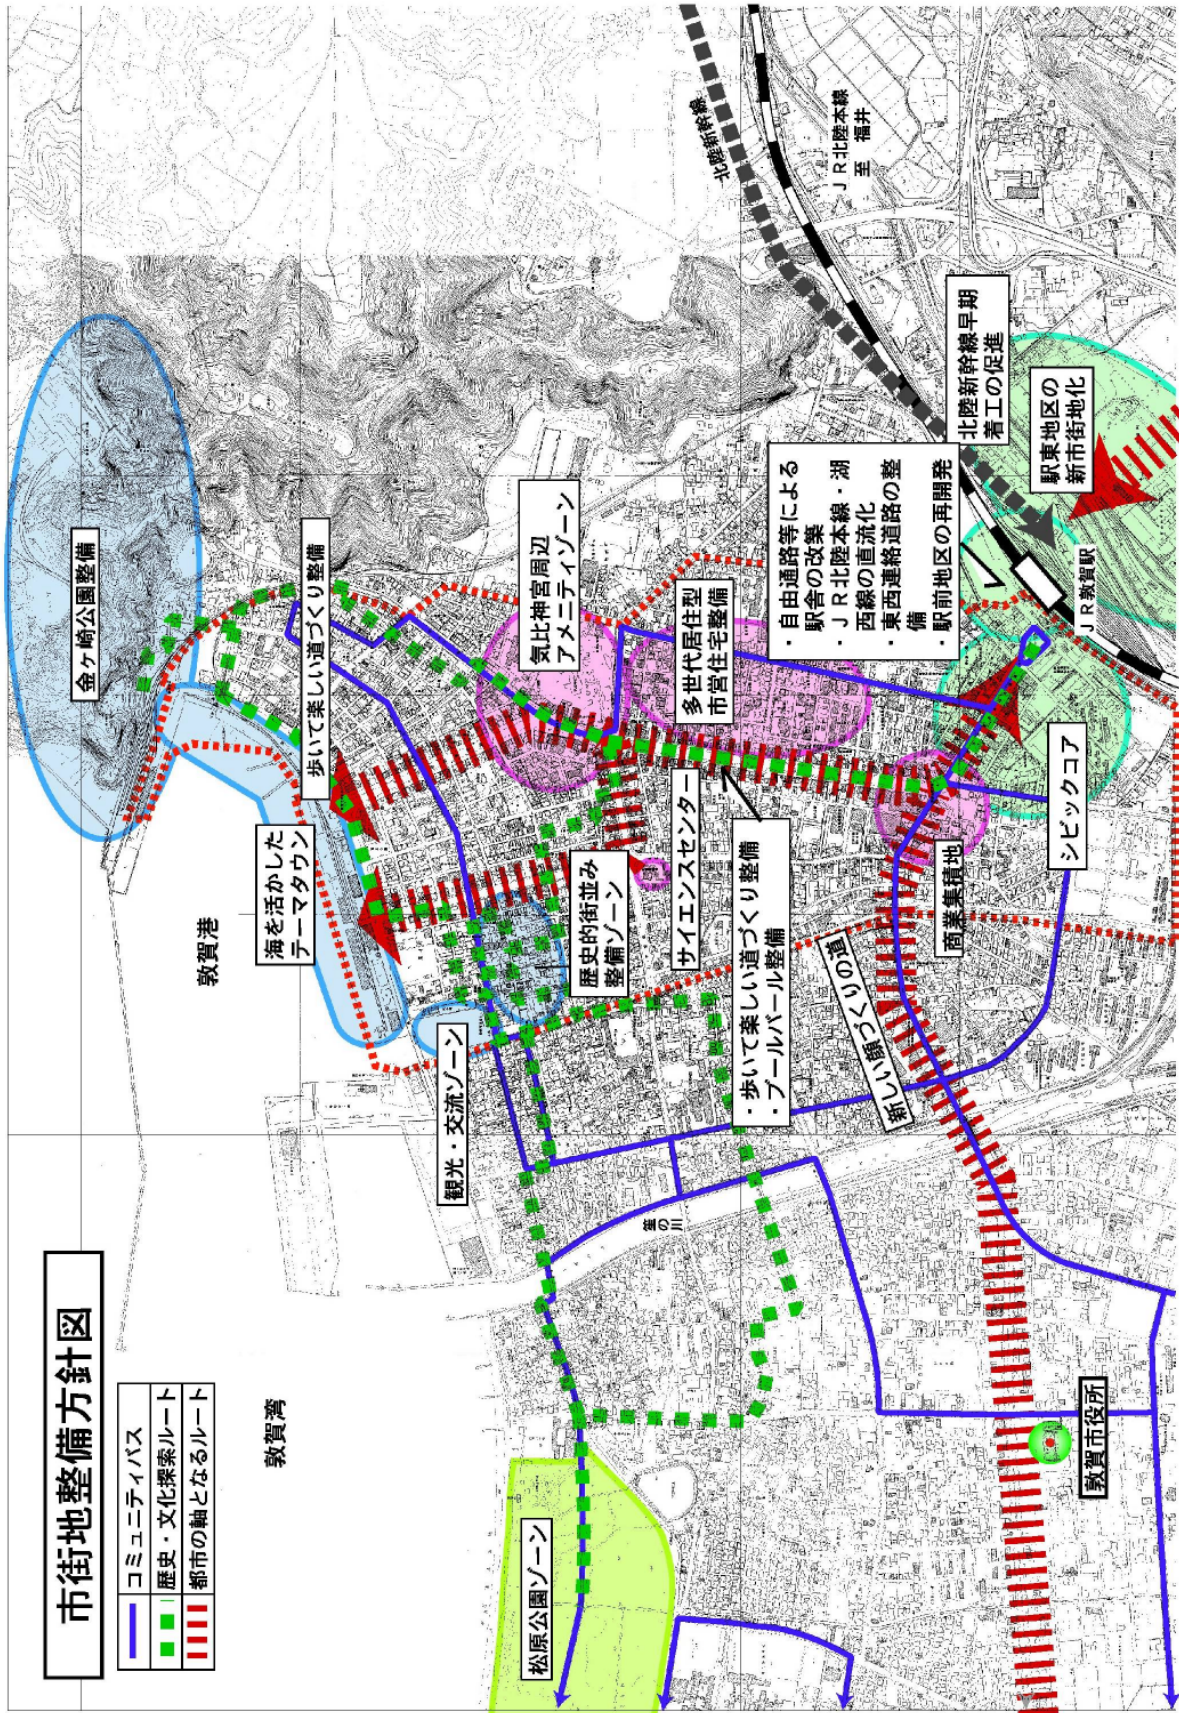 市街地整備方針図
コミュニティバス
歴史・文化探索ルート
都市の軸となるルート
敦賀湾
敦賀港
松原公園ゾーン
観光・交流ゾーン
海を活かした
テーマタウン
歩いて楽しい道づくり整備
金ヶ崎公園整備
気比神宮周辺
アメニティゾーン
歴史的街並み
整備ゾーン
サイエンスセンター
多世代居住型
市営住宅整備
・歩いて楽しい道づくり整備
・ブールバール整備
笙の川
新しい顔づくりの道
商業集積地
シビックコア
敦賀市役所
・自由通路等による
駅舎の改築
・ＪＲ北陸本線・湖
西線の直流化
・東西連絡道路の整
備
・駅前地区の再開発
ＪＲ敦賀駅
北陸新幹線早期
着工の促進
駅東地区の
新市街地化
北陸新幹線
ＪＲ北陸本線
至　福井